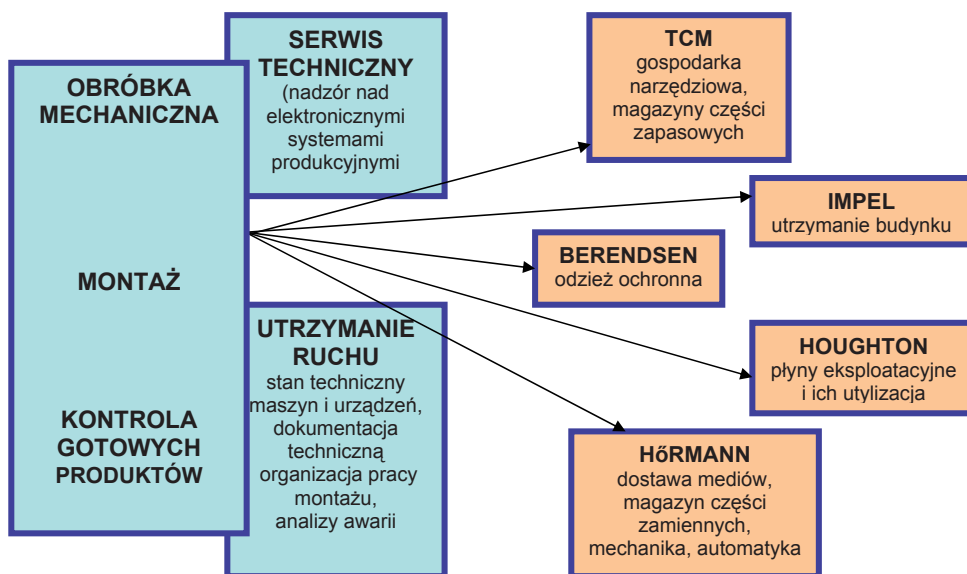 OBRÓBKA
MECHANICZNA
MONTAŻ
KONTROLA
GOTOWYCH
PRODUKTÓW
SERWIS
TECHNICZNY
(nadzór nad
elektronicznymi
systemami
produkcyjnymi
UTRZYMANIE
RUCHU
stan techniczny
maszyn i urządzeń,
dokumentacja
techniczną
organizacja pracy
montażu,
analizy awarii
TCM
gospodarka
narzędziowa,
magazyny części
zapasowych
IMPEL
utrzymanie budynku
BERENDSEN
odzież ochronna
HOUGHTON
płyny eksploatacyjne
i ich utylizacja
HőRMANN
dostawa mediów,
magazyn części
zamiennych,
mechanika, automatyka